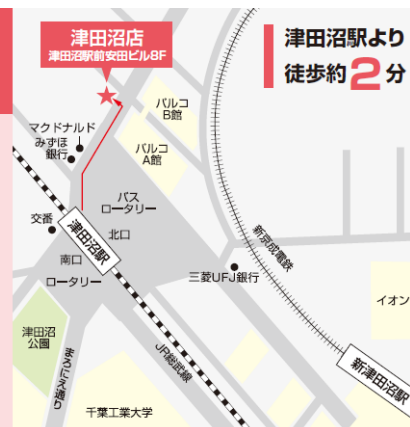 津田沼店
津田沼駅前安田ビル8F
津田沼駅より
徒歩約2分
パルコ
B館
マクドナルド
みずほ
銀行
パルコ
A館
バス
ロータリー
交番
津田沼駅
北口
南口
ロータリー
新京成電鉄
三菱UFJ銀行
イオン
津田沼
公園
まろにえ通り
JR総武線
新津田沼駅
千葉工業大学